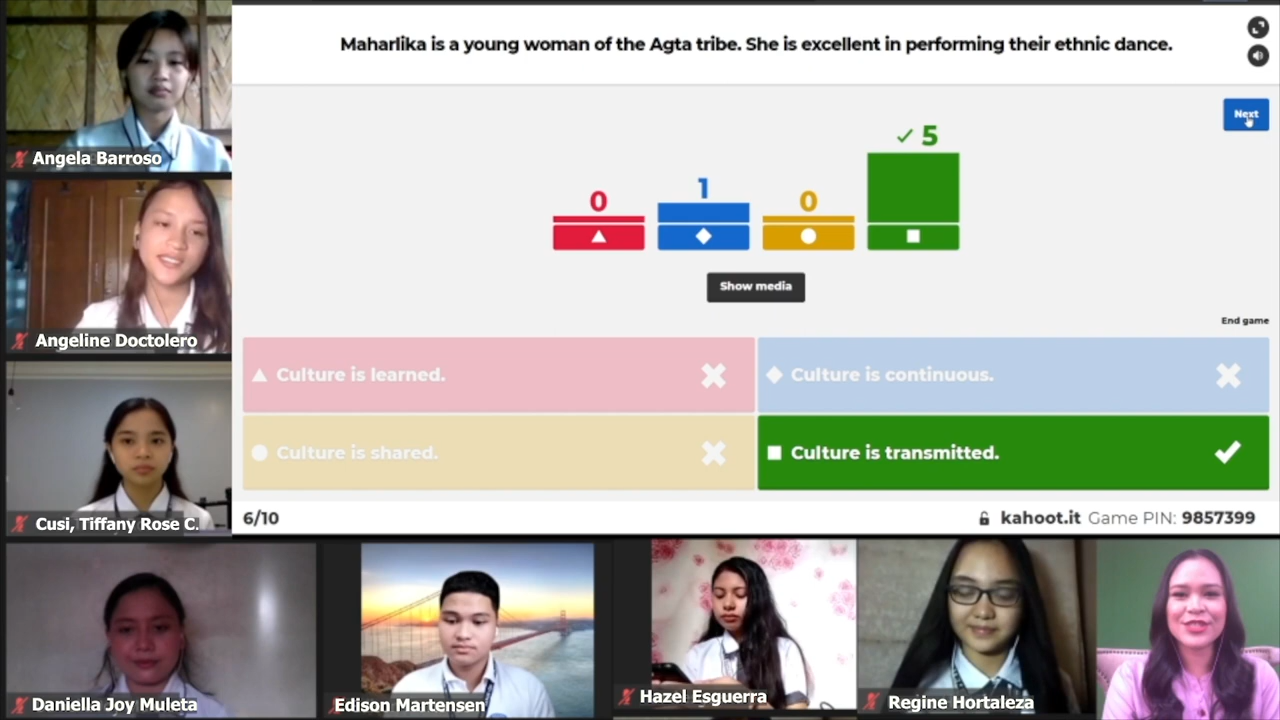 Maharlika is a young woman of the Agta tribe. She is excellent in performing their ethnic dance.
Next
0
1
0
5
Show media
End game
Culture is learned.
Culture is continuous.
Culture is shared.
Culture is transmitted.
6/10
kahoot.it Game PIN: 9857399
Angela Barroso
Angeline Doctolero
Cusi, Tiffany Rose C.
Daniella Joy Muleta
Edison Martensen
Hazel Esguerra
Regine Hortaleza